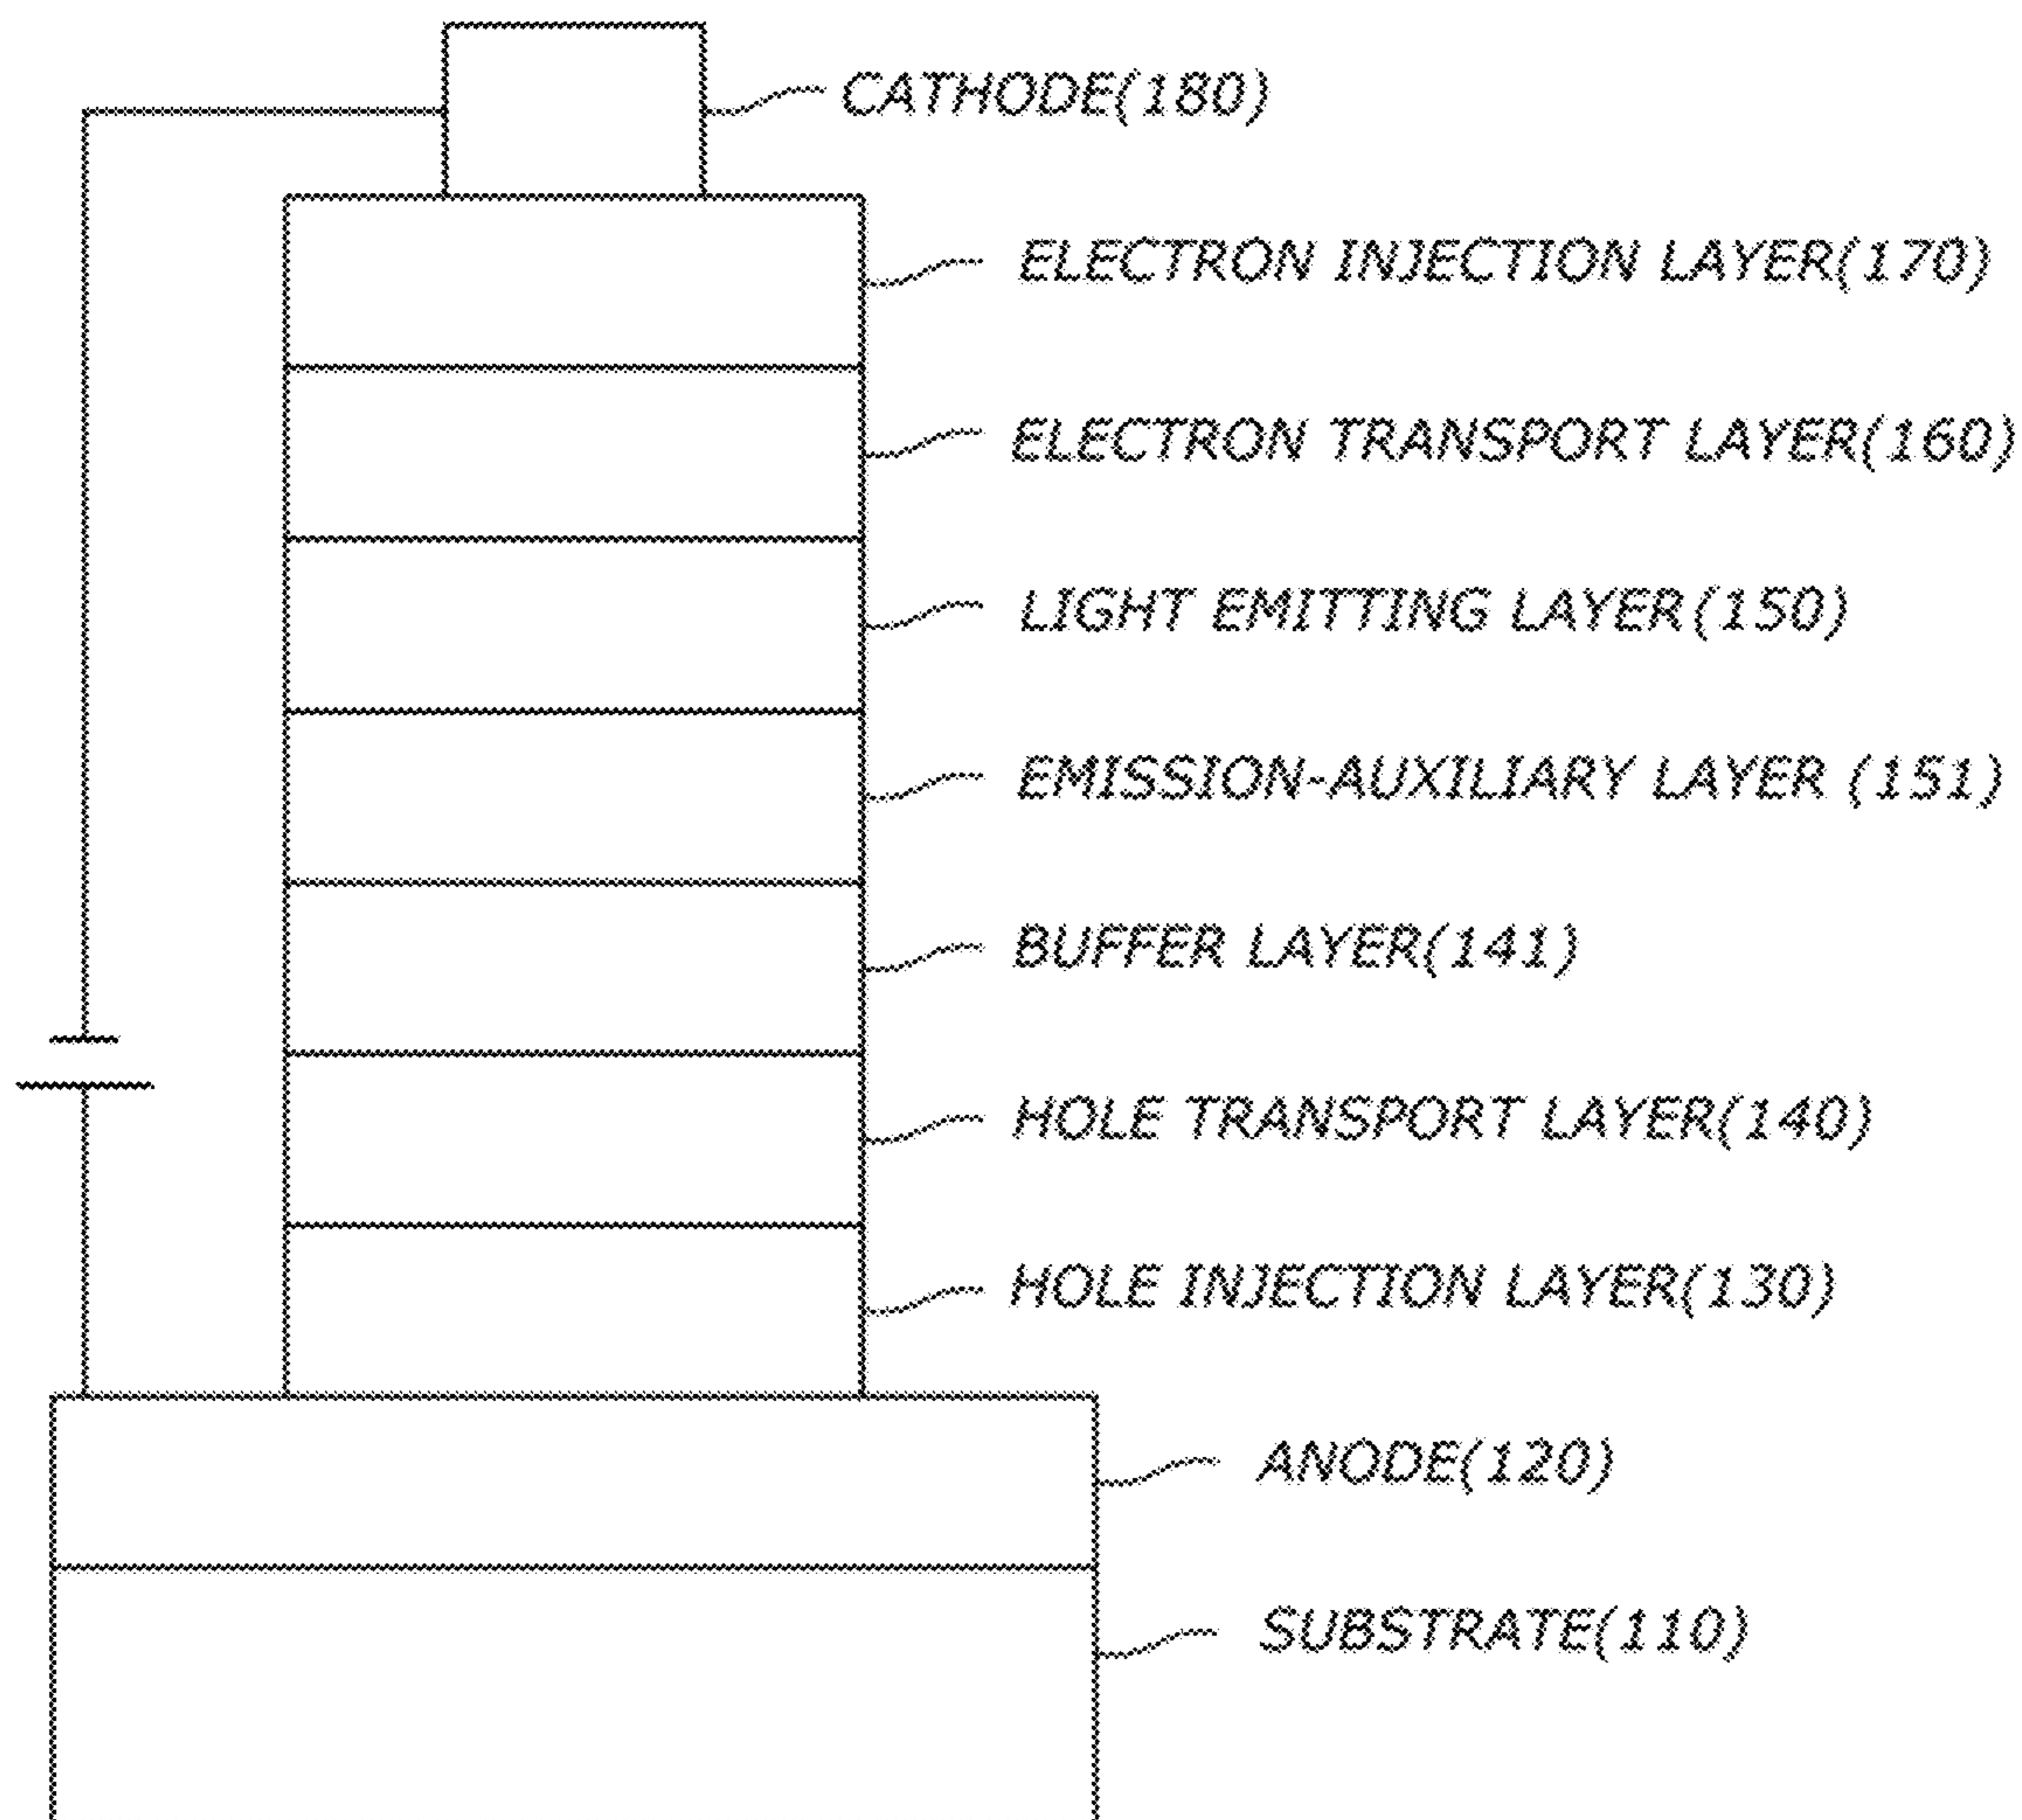 CATHODE(180)
ELECTRON INJECTION LAYER(170)
ELECTRON TRANSPORT LAYER(160)
LIGHT EMITTING LAYER(150)
EMISSION-AUXILIARY LAYER (151)
BUFFER LAYER(141)
HOLE TRANSPORT LAYER(140)
HOLE INJECTION LAYER(130)
ANODE(120)
SUBSTRATE(110)